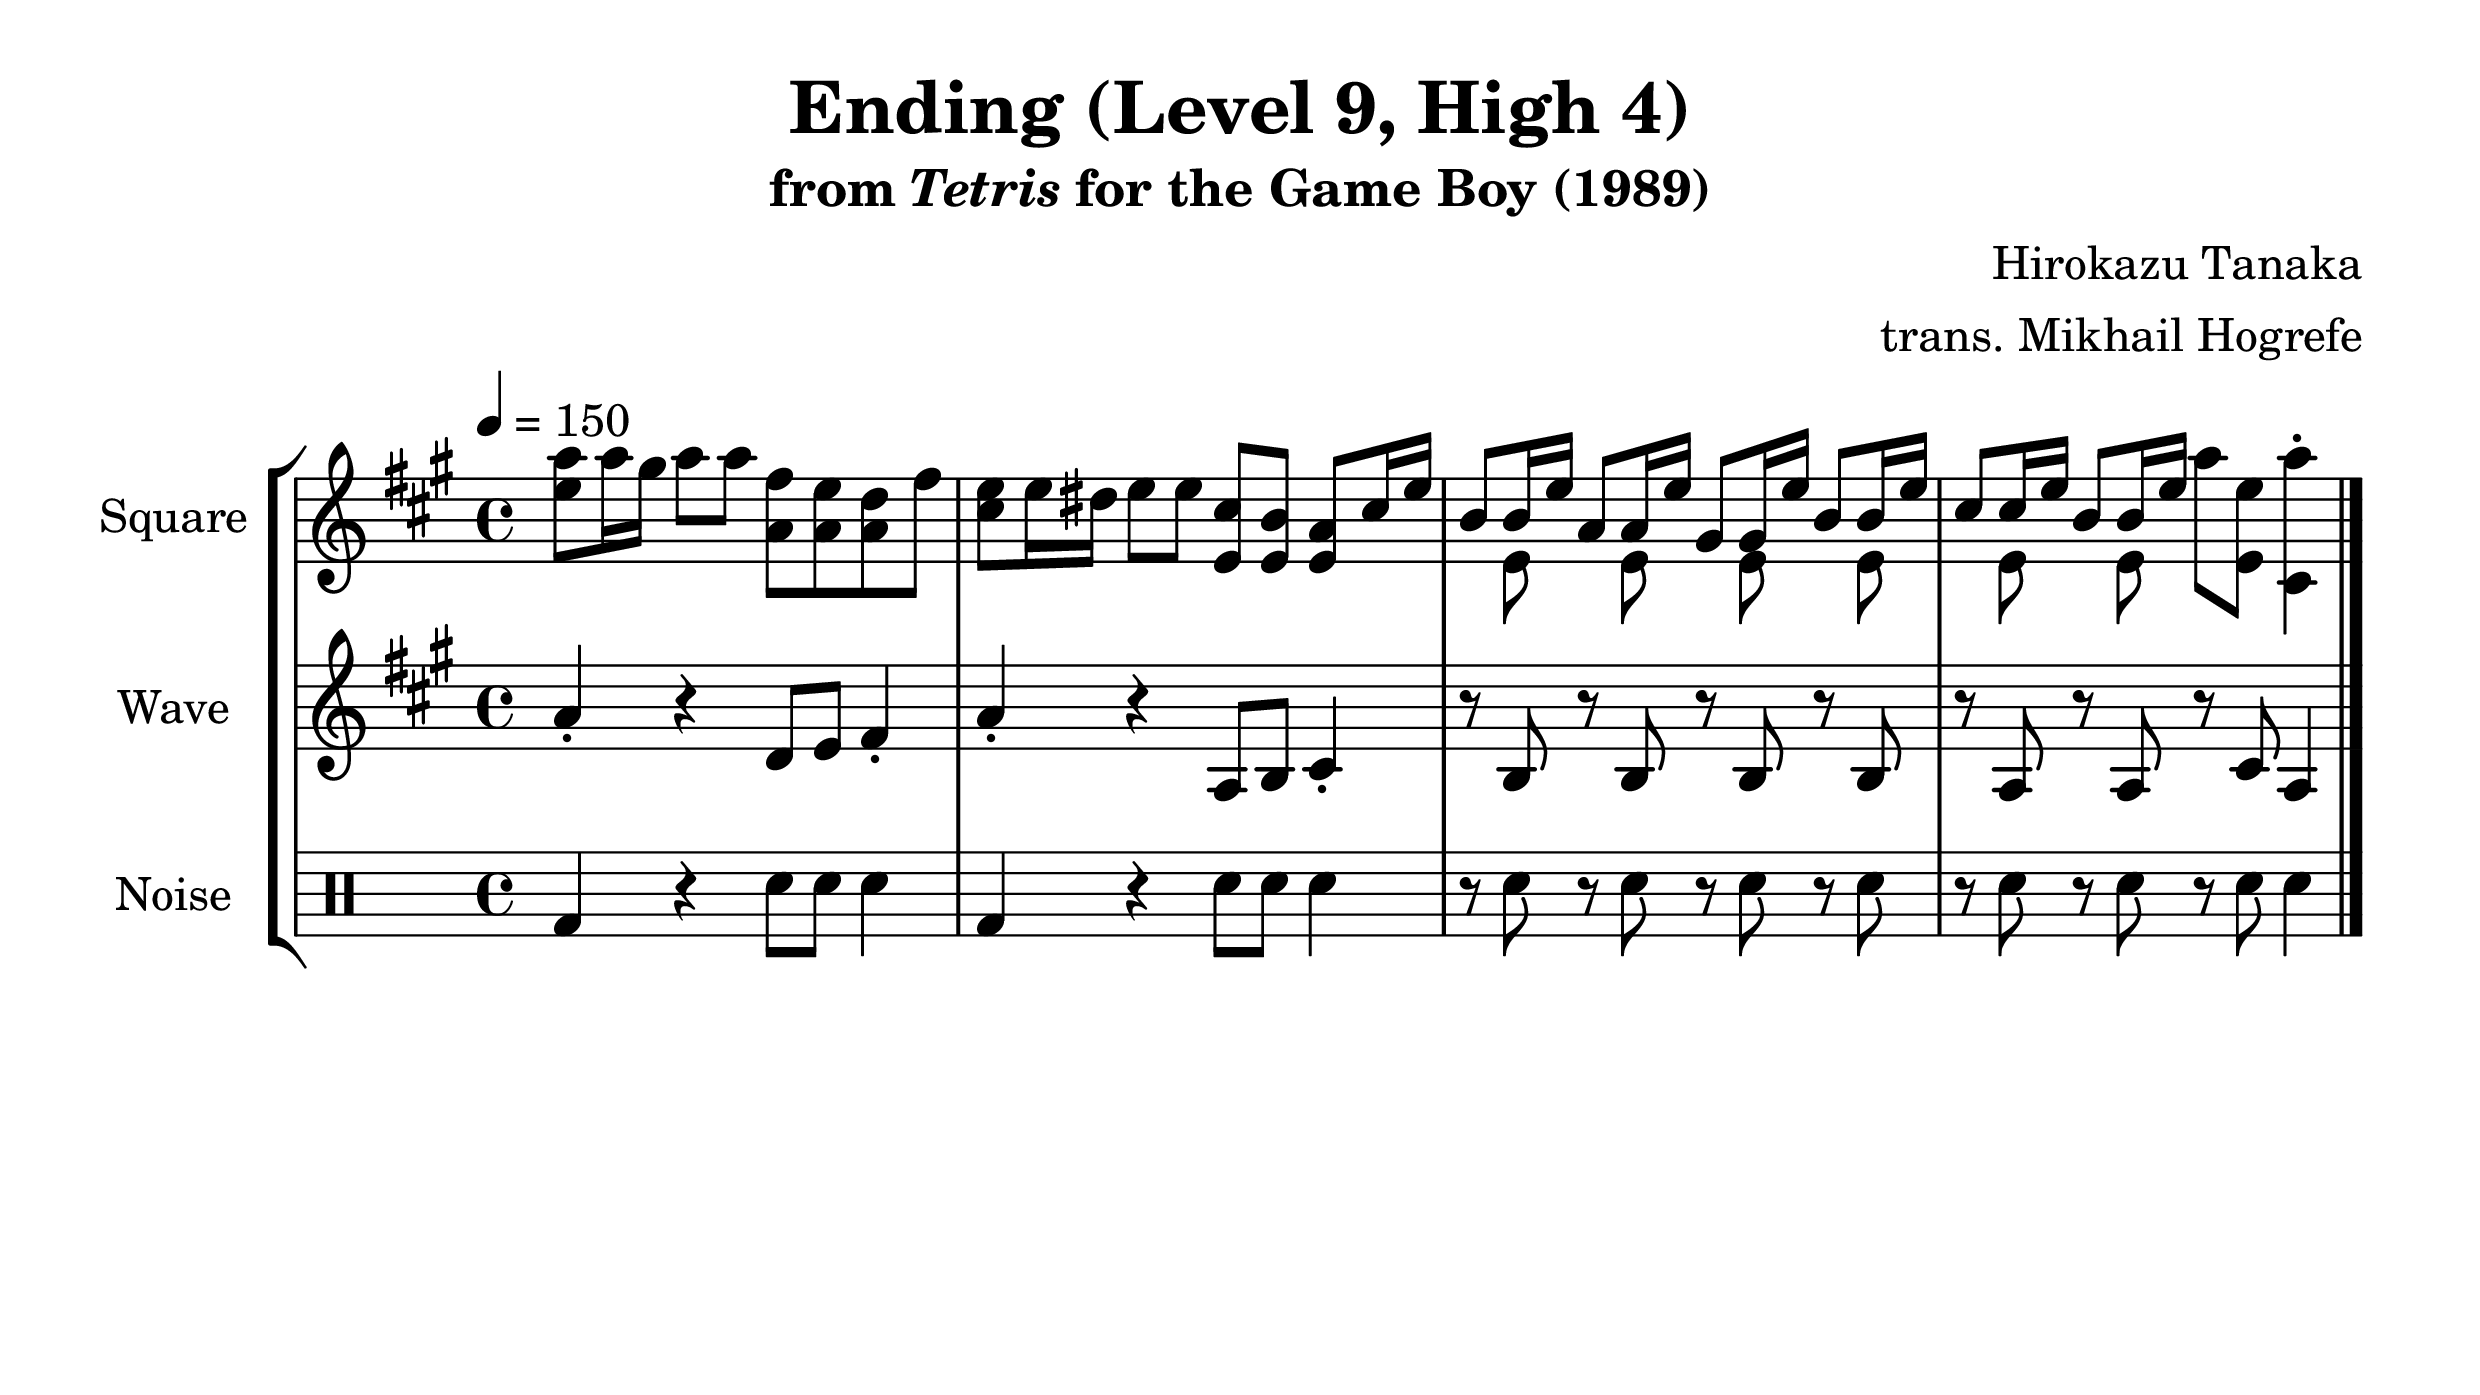 Ending (Level 9, High 4)
from Tetris for the Game Boy (1989)
Hirokazu Tanaka
trans. Mikhail Hogrefe
♩ = 150
Square
Wave
Noise